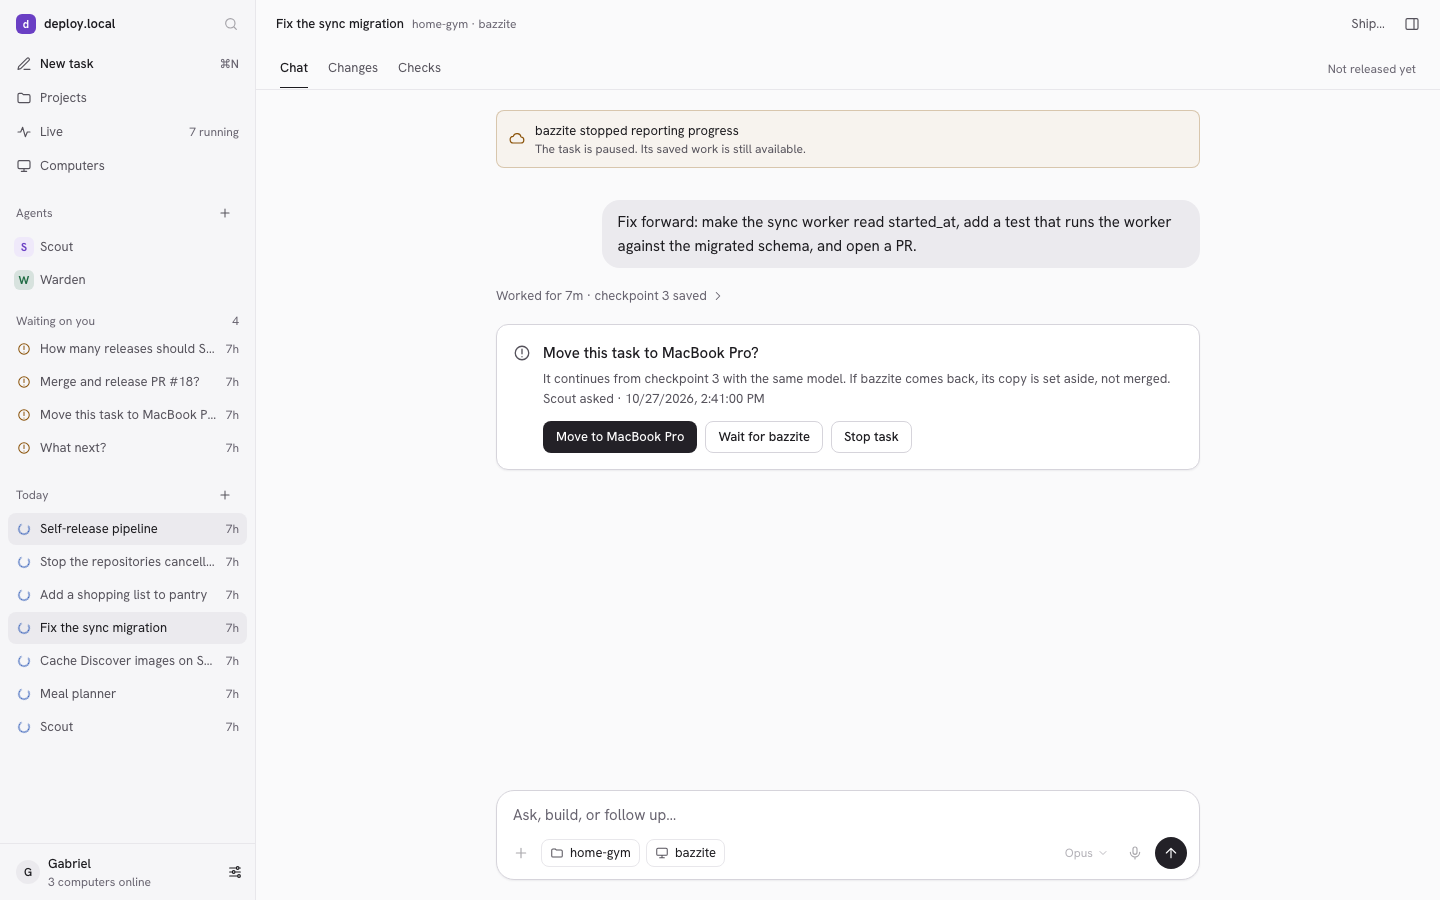 d deploy.local
New task ⌘N
Projects
Live 7 running
Computers
Agents
S Scout
W Warden
Waiting on you 4
How many releases should S... 7h
Merge and release PR #18? 7h
Move this task to MacBook P... 7h
What next? 7h
Today
Self-release pipeline 7h
Stop the repositories cancell... 7h
Add a shopping list to pantry 7h
Fix the sync migration 7h
Cache Discover images on S... 7h
Meal planner 7h
Scout 7h
G Gabriel
3 computers online
Fix the sync migration home-gym · bazzite
Ship...
Chat Changes Checks
Not released yet
bazzite stopped reporting progress
The task is paused. Its saved work is still available.
Fix forward: make the sync worker read started_at, add a test that runs the worker
against the migrated schema, and open a PR.
Worked for 7m · checkpoint 3 saved
Move this task to MacBook Pro?
It continues from checkpoint 3 with the same model. If bazzite comes back, its copy is set aside, not merged.
Scout asked · 10/27/2026, 2:41:00 PM
Move to MacBook Pro Wait for bazzite Stop task
Ask, build, or follow up...
home-gym bazzite Opus